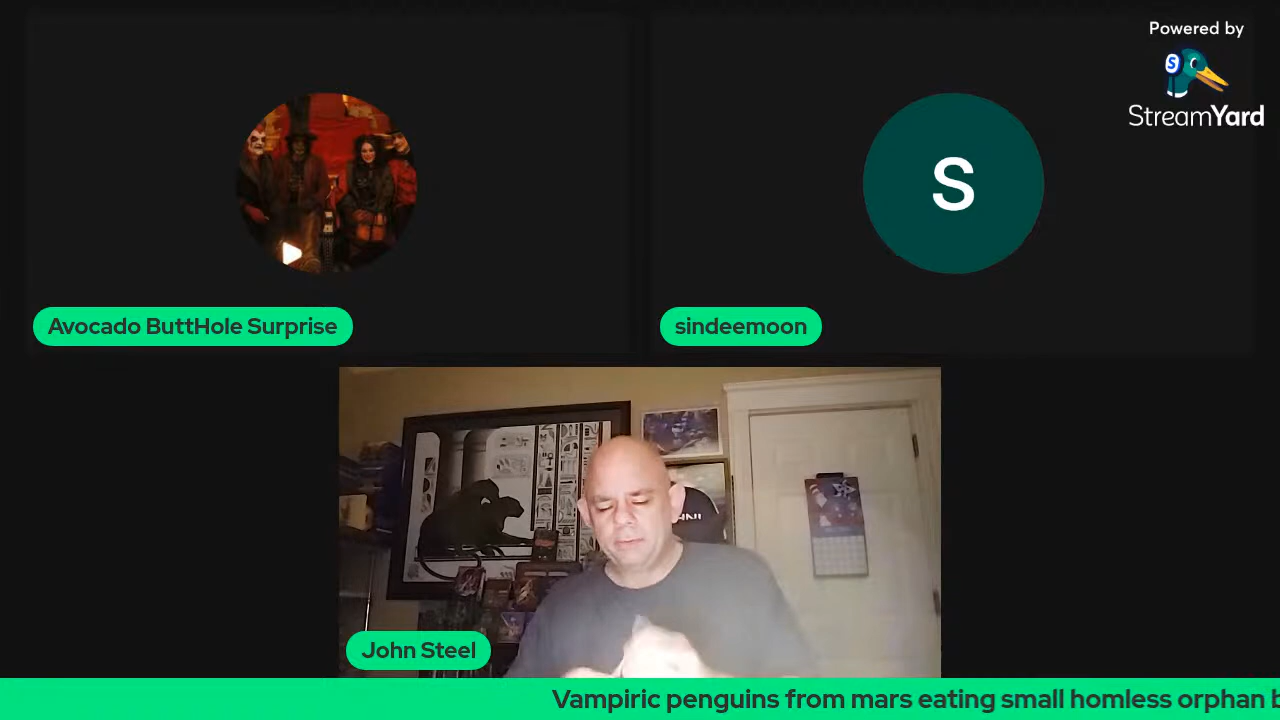 Powered by
S
StreamYard
S
Avocado ButtHole Surprise
sindeemoon
John Steel
Vampiric penguins from mars eating small homless orphan